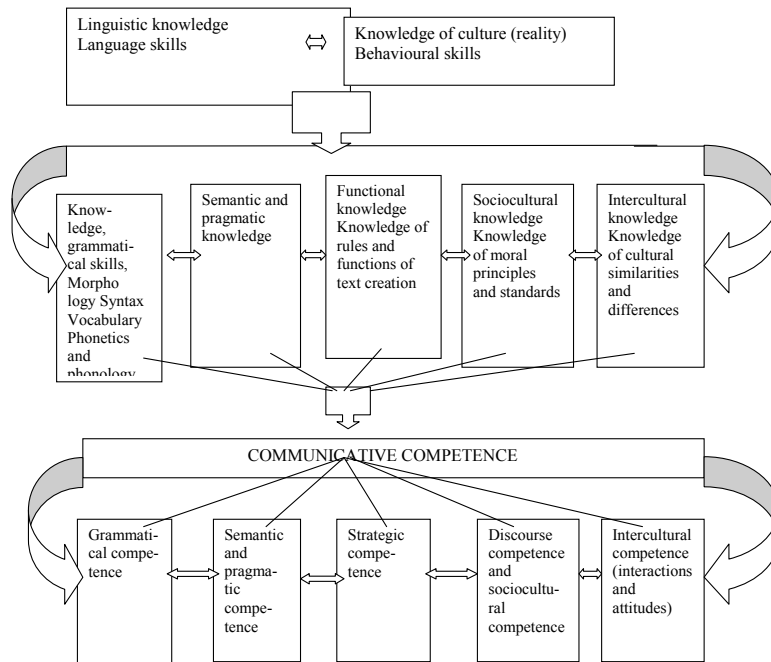 Linguistic knowledge
Language skills
Knowledge of culture (reality)
Behavioural skills
Know-
ledge,
grammati-
cal skills,
Morpho
logy Syntax
Vocabulary
Phonetics
and
phonology
Semantic and
pragmatic
knowledge
Functional
knowledge
Knowledge of
rules and
functions of
text creation
Sociocultural
knowledge
Knowledge
of moral
principles
and standards
Intercultural
knowledge
Knowledge
of cultural
similarities
and
differences
COMMUNICATIVE COMPETENCE
Grammati-
cal compe-
tence
Semantic
and
pragma-
tic
compe-
tence
Strategic
compe-
tence
Discourse
competence
and
sociocultu-
ral
competence
Intercultural
competence
(interactions
and
attitudes)